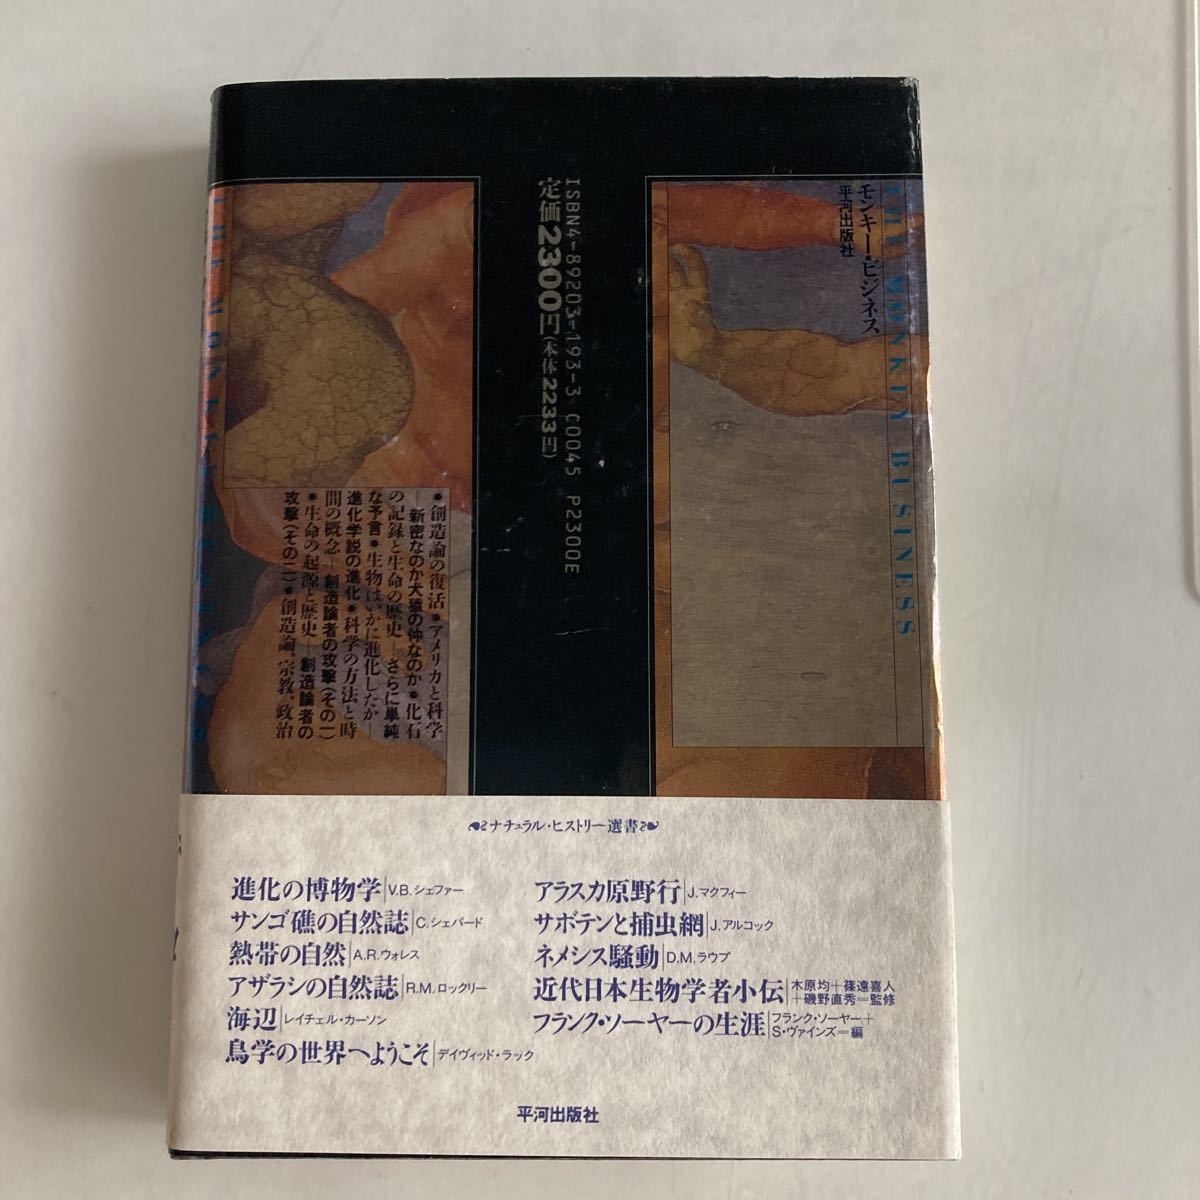 モンキー・ビジネス
平河出版社
THE MONKEY BUSINESS
ISBN4-89203-193-3 C0045 P2300E
定価2300円(本体2233円)
●創造論の復活●アメリカと科学
―新密なのか犬猿の仲なのか●化石
の記録と生命の歴史―さらに単純
な予言●生物はいかに進化したか―
進化学説の進化●科学の方法と時
間の概念―創造論者の攻撃(その一)
●生命の起源と歴史―創造論者の
攻撃(その二)●創造論、宗教、政治
ナチュラル・ヒストリー選書
進化の博物学|V.B.シェファー
サンゴ礁の自然誌|C.シェパード
熱帯の自然|A.R.ウォレス
アザラシの自然誌|R.M.ロックリー
海辺|レイチェル・カーソン
鳥学の世界へようこそ|デイヴィッド・ラック
アラスカ原野行|J.マクフィー
サボテンと捕虫網|J.アルコック
ネメシス騒動|D.M.ラウプ
近代日本生物学者小伝|木原均+篠遠喜人
+磯野直秀=監修
フランク・ソーヤーの生涯|フランク・ソーヤー+
S・ヴァインズ=編
平河出版社